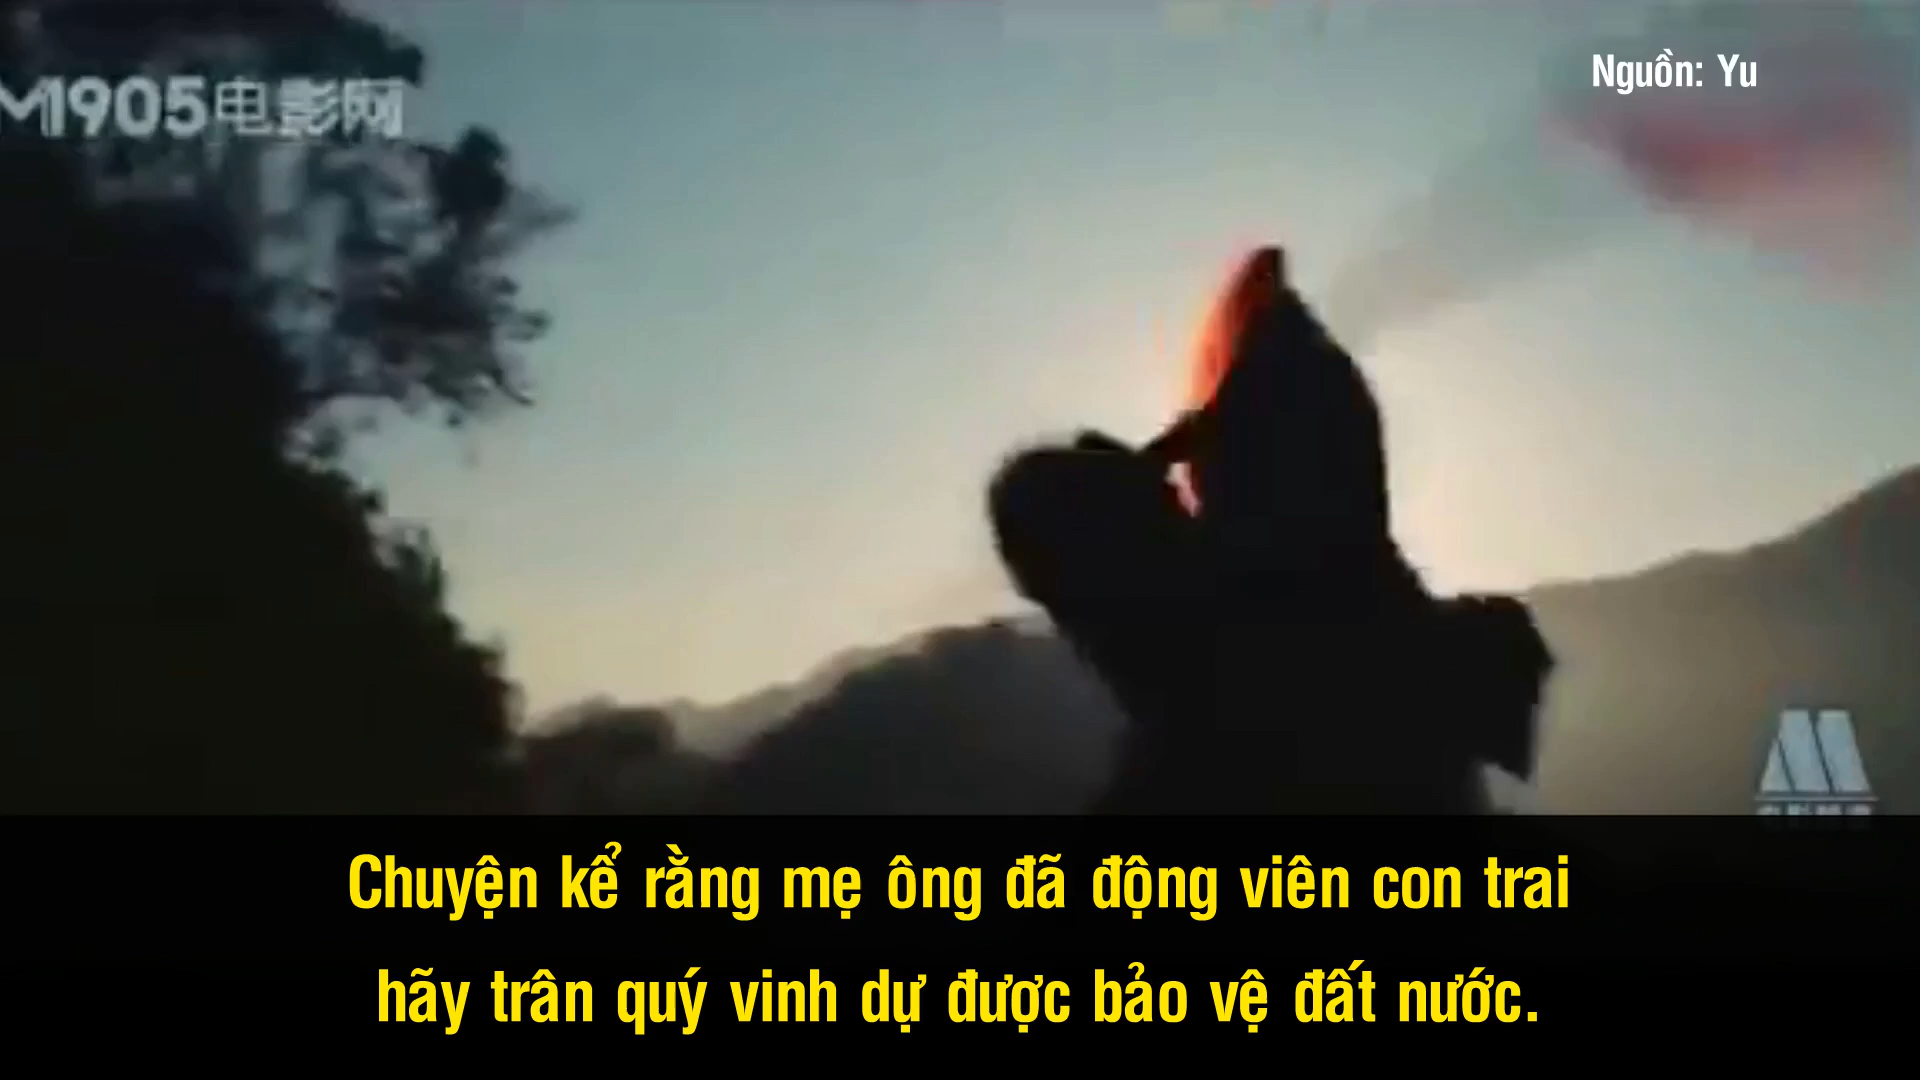 M1905电影网
Nguồn: Yu
Chuyện kể rằng mẹ ông đã động viên con trai
hãy trân quý vinh dự được bảo vệ đất nước.